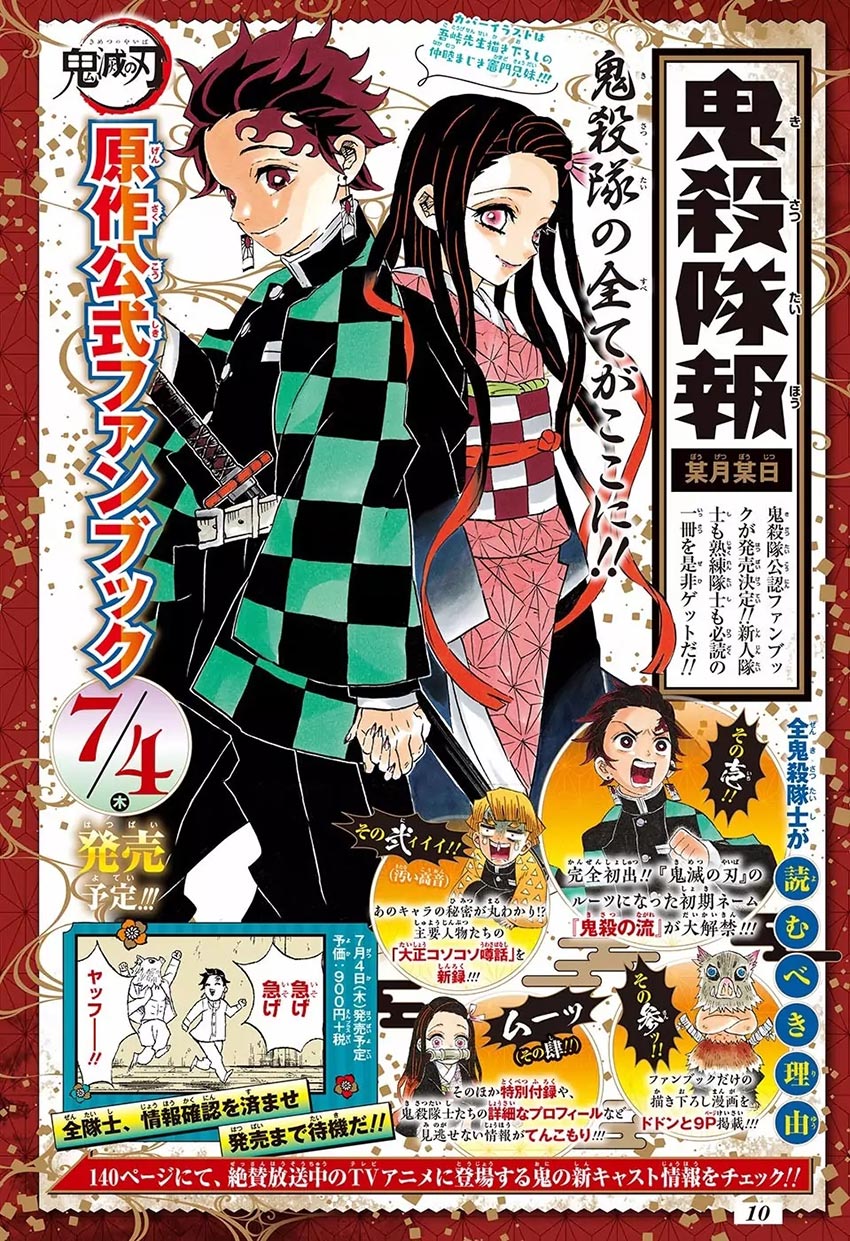 鬼殺隊報
某月某日
鬼殺隊公認ファンブッ
クが発売決定!!新人隊
士も熟練隊士も必読の
一冊を是非ゲットだ!!
カバーイラストは
吾峠先生描き下ろしの
仲睦まじき竈門兄妹!!!
鬼殺隊の全てがここに!!
きめつのやいば
鬼滅の刃
原作公式ファンブック
7/4
木
発売
予定!!!
全鬼殺隊士が
読むべき理由
その壱!!
完全初出!!『鬼滅の刃』の
ルーツになった初期ネーム
『鬼殺の流』が大解禁!!!
その弐ィイイ!!
(汚い高音)
あのキャラの秘密が丸わかり!?
主要人物たちの
「大正コソコソ噂話」を
新録!!!
その参ッ!!
ファンブックだけの
描き下ろし漫画を
ドドンと9P掲載!!!
ムーッ
(その肆!!)
そのほか特別付録や、
鬼殺隊士たちの詳細なプロフィールなど
見逃せない情報がてんこもり!!!
7月4日(木)発売予定
予価:900円+税
急げ
急げ
ヤッフー!!
全隊士、情報確認を済ませ
発売まで待機だ!!
140ページにて、絶賛放送中のTVアニメに登場する鬼の新キャスト情報をチェック!!
10